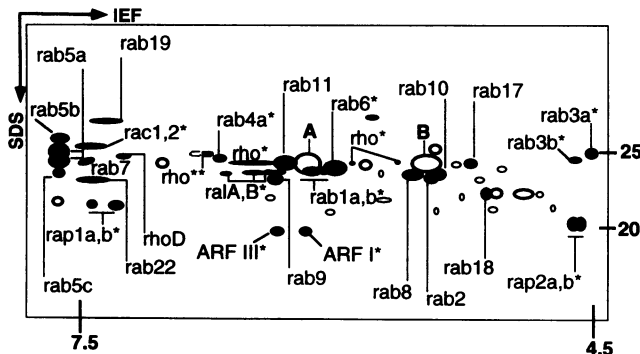 IEF
SDS
rab19
rab5a
rab5b
rab11
rab10
rab17
rab4a*
rab6*
rab3a*
rac1,2*
A
rho*
B
rab3b*
rho*
25
rab7
rho**
ralA,B*
rab1a,b*
rap1a,b*
rhoD
ARF III*
ARF I*
20
rab22
rab9
rab8
rab2
rab18
rap2a,b*
rab5c
7.5
4.5